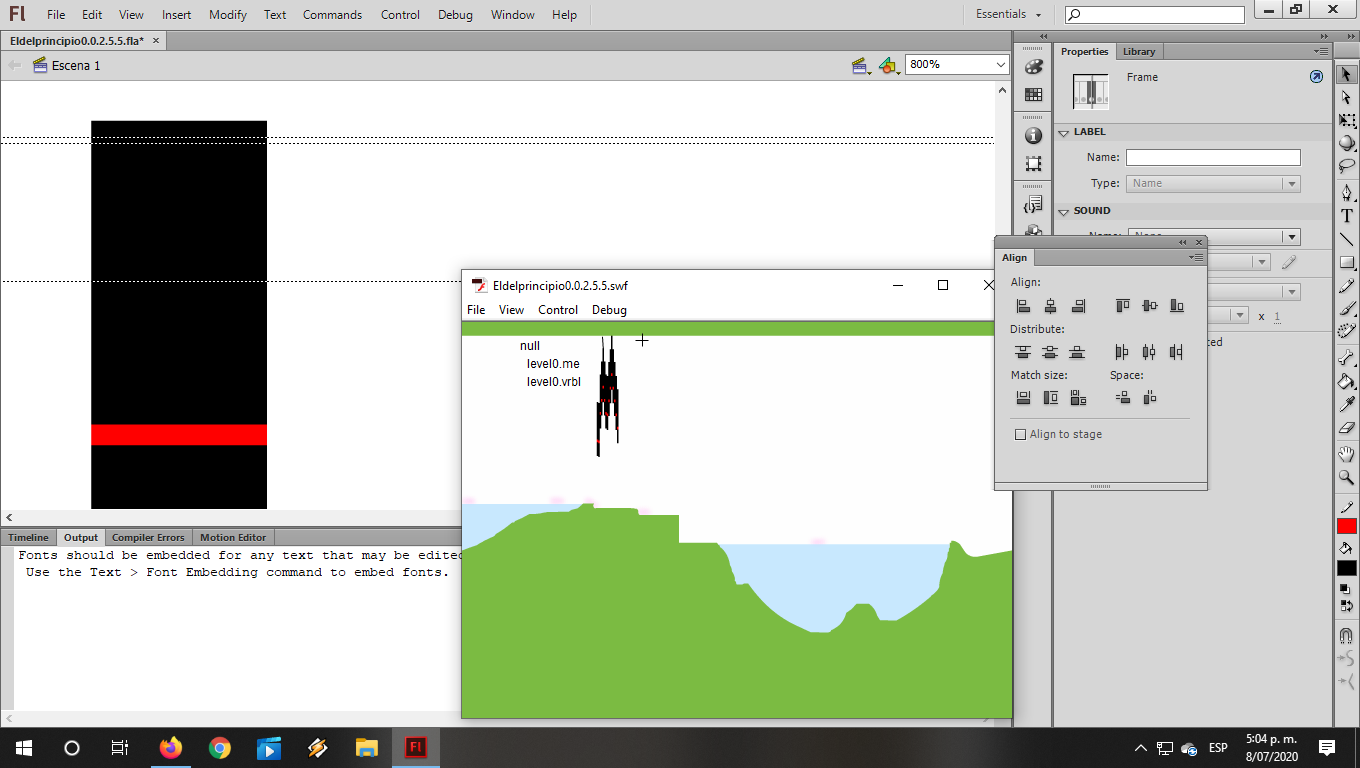 Fl File Edit View Insert Modify Text Commands Control Debug Window Help Essentials
Eldelprincipio0.0.2.5.5.fla* ×
Escena 1 800%
Properties Library
Frame
LABEL
Name:
Type: Name
SOUND
Name: None
x 1
Align
Align:
Distribute:
Match size: Space:
Align to stage
Eldelprincipio0.0.2.5.5.swf
File View Control Debug
null
level0.me
level0.vrbl
Timeline Output Compiler Errors Motion Editor
Fonts should be embedded for any text that may be edited
Use the Text > Font Embedding command to embed fonts.
Fl ESP 5:04 p. m.
8/07/2020